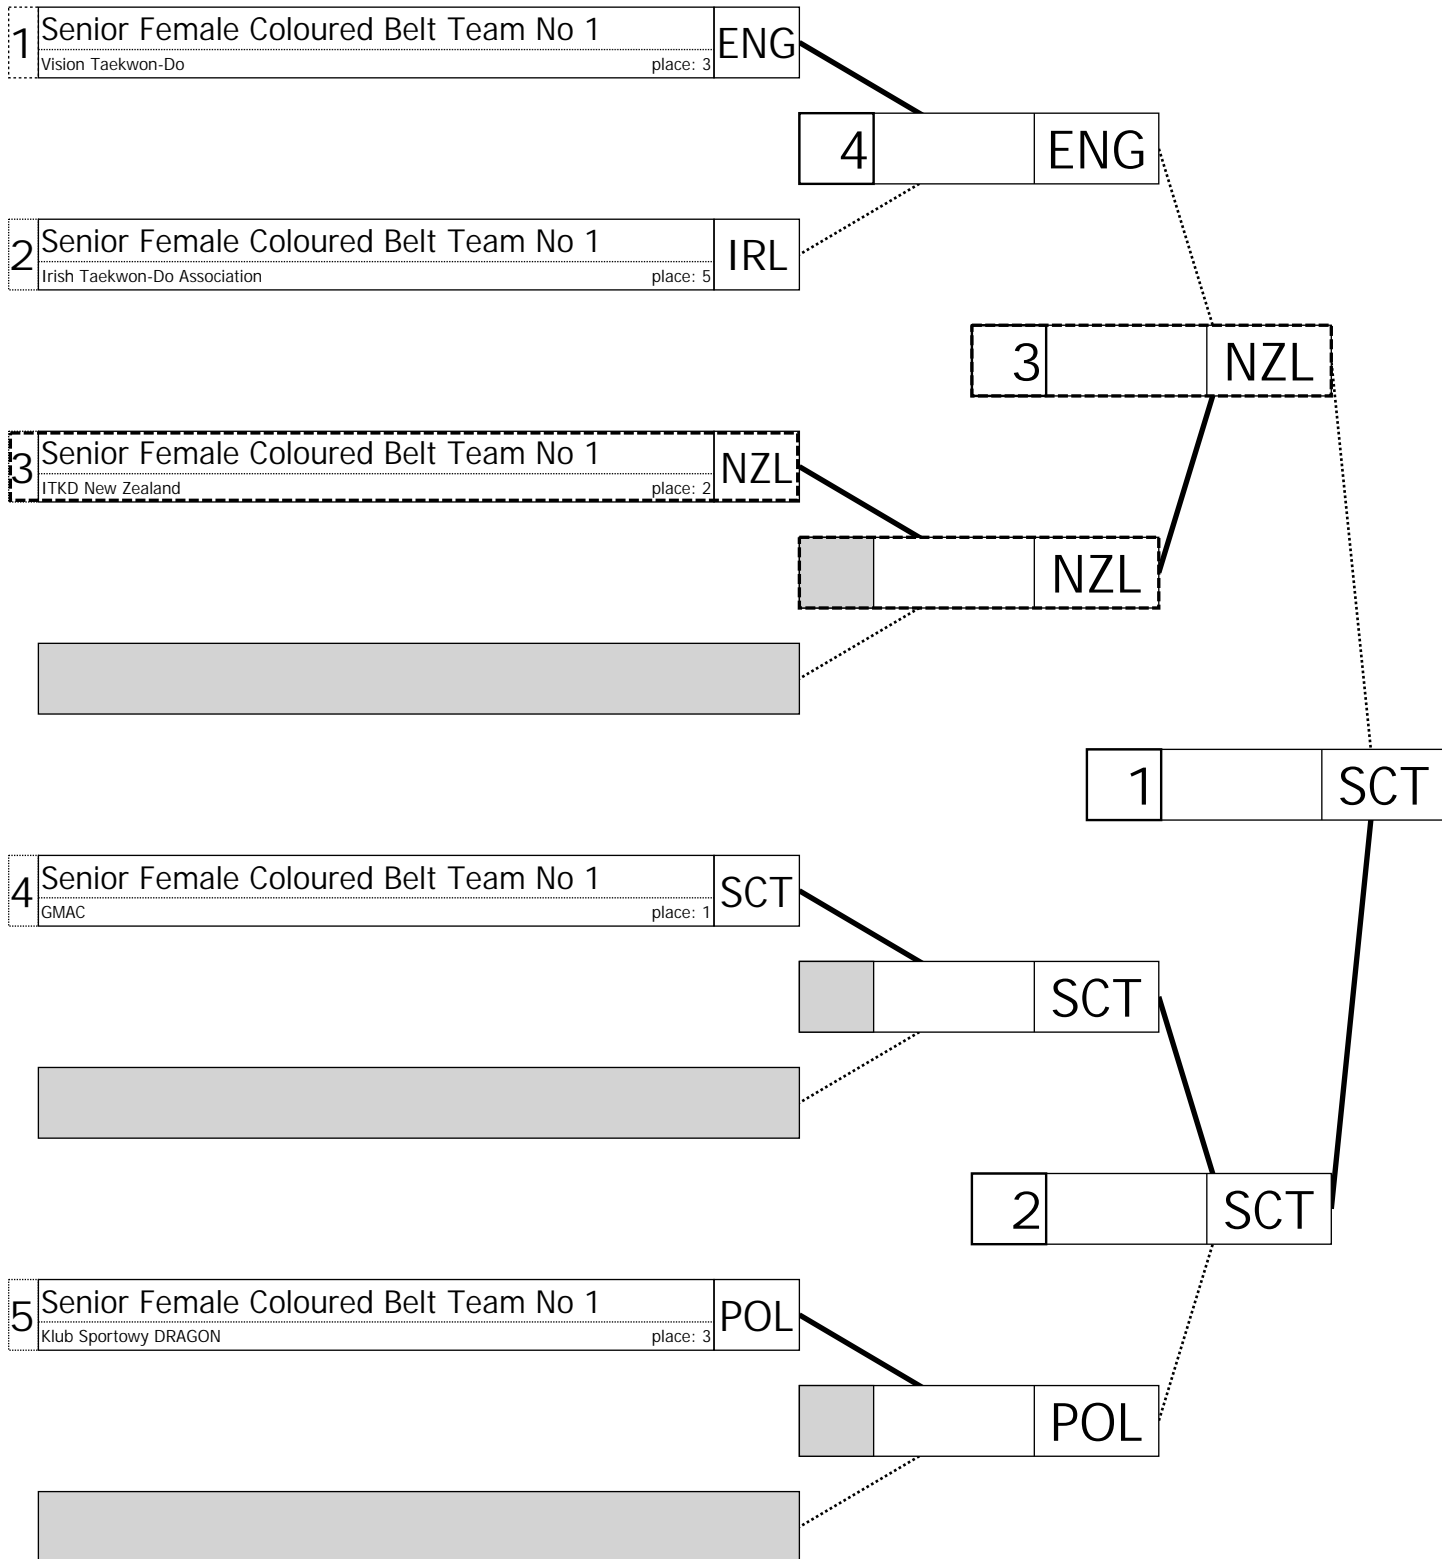 1 Senior Female Coloured Belt Team No 1 ENG
Vision Taekwon-Do place: 3
4 ENG
2 Senior Female Coloured Belt Team No 1 IRL
Irish Taekwon-Do Association place: 5
3 NZL
3 Senior Female Coloured Belt Team No 1 NZL
ITKD New Zealand place: 2
NZL
1 SCT
4 Senior Female Coloured Belt Team No 1 SCT
GMAC place: 1
SCT
2 SCT
5 Senior Female Coloured Belt Team No 1 POL
Klub Sportowy DRAGON place: 3
POL